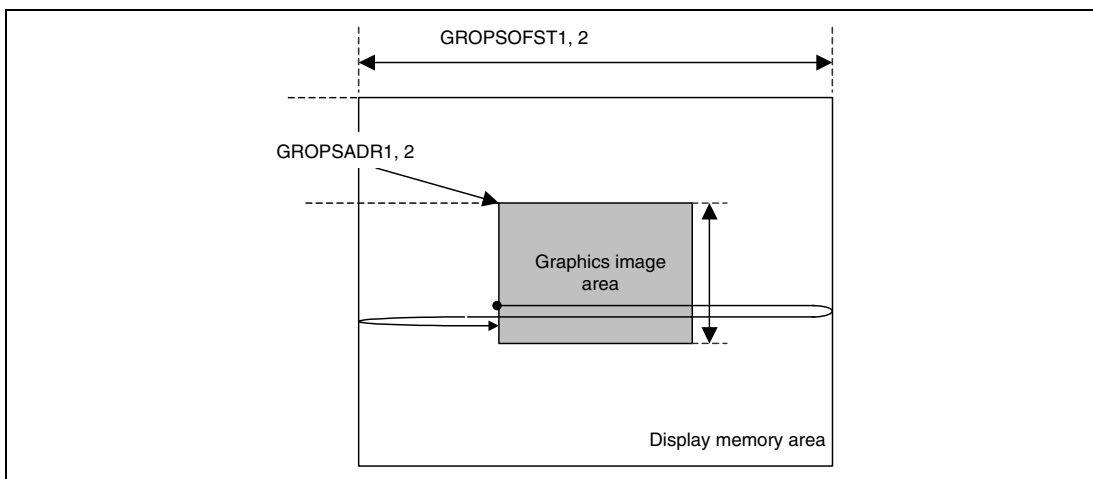 GROPSOFST1, 2
GROPSADR1, 2
Graphics image
area
Display memory area